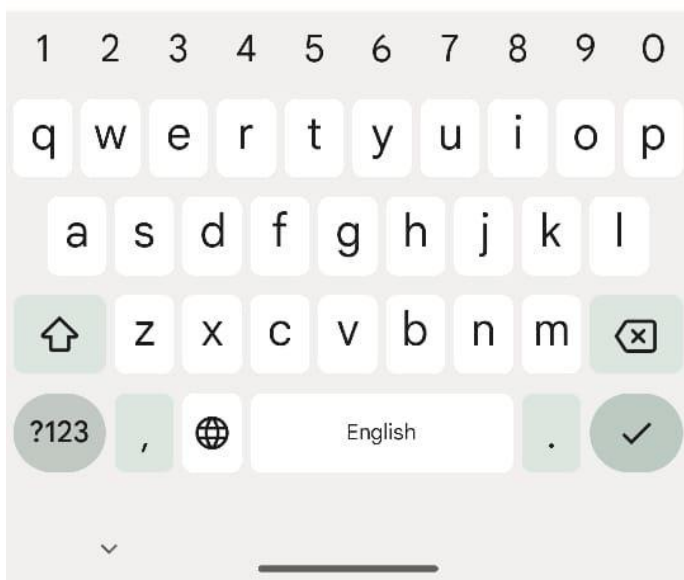 1 2 3 4 5 6 7 8 9 0
q w e r t y u i o p
a s d f g h j k l
z x c v b n m
?123 , English .